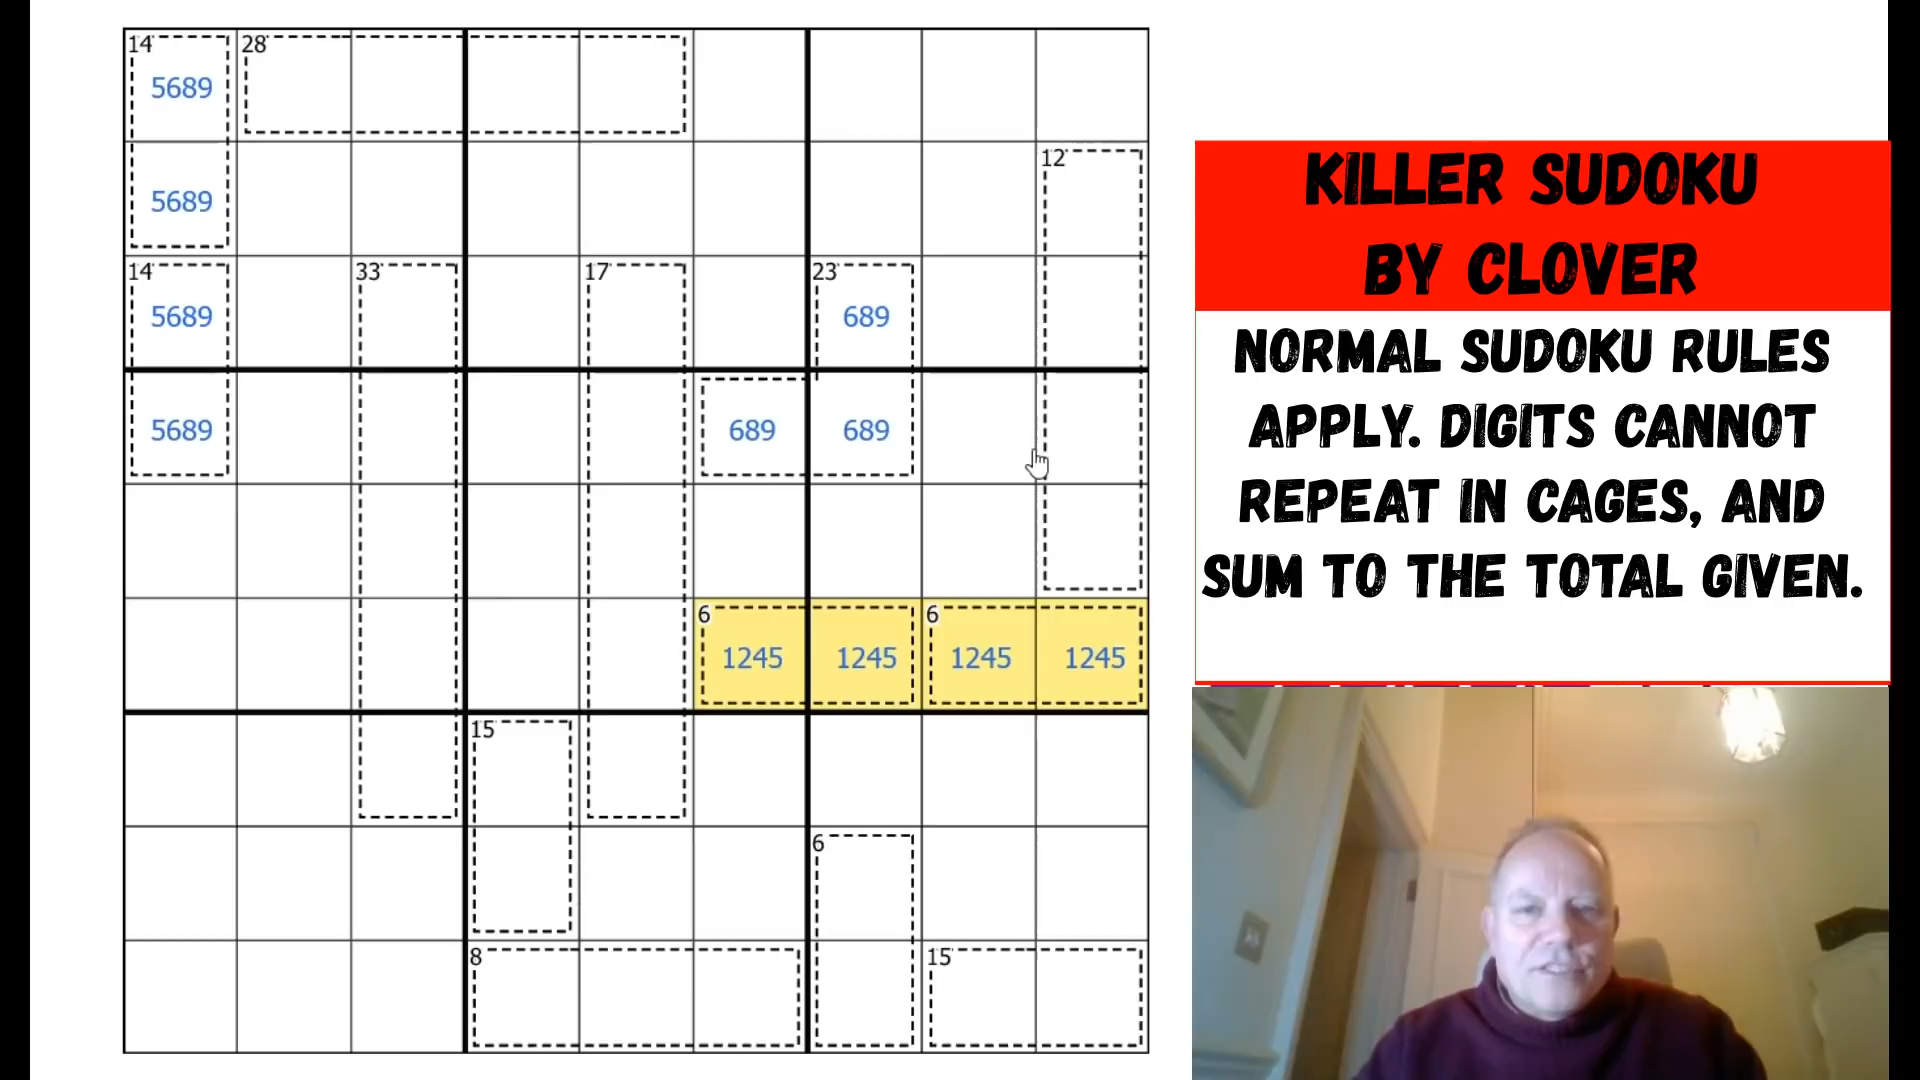 14 28
5689
12
5689
14 33 17 23
5689 689
5689 689 689
6 6
1245 1245 1245 1245
15
6
8 15
KILLER SUDOKU
BY CLOVER
NORMAL SUDOKU RULES
APPLY. DIGITS CANNOT
REPEAT IN CAGES, AND
SUM TO THE TOTAL GIVEN.